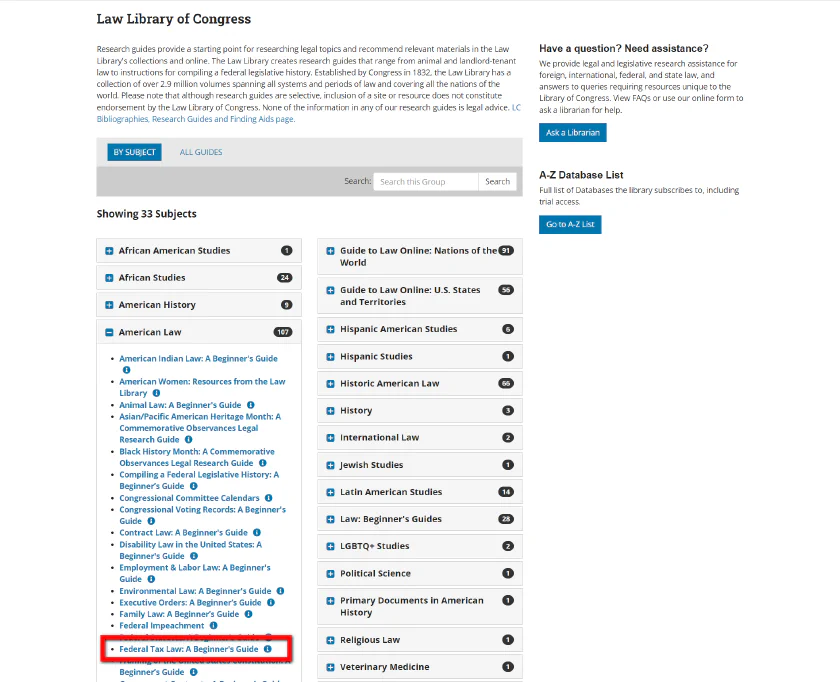 Law Library of Congress
Research guides provide a starting point for researching legal topics and recommend relevant materials in the Law
Library's collections and online. The Law Library creates research guides that range from animal and landlord-tenant
law to instructions for compiling a federal legislative history. Established by Congress in 1832, the Law Library has a
collection of over 2.9 million volumes spanning all systems and periods of law and covering all the nations of the
world. Please note that although research guides are selective, inclusion of a site or resource does not constitute
endorsement by the Law Library of Congress. None of the information in any of our research guides is legal advice. LC
Bibliographies, Research Guides and Finding Aids page.
BY SUBJECT
ALL GUIDES
Search: Search this Group Search
Showing 33 Subjects
African American Studies 1
African Studies 24
American History 9
American Law 107
American Indian Law: A Beginner's Guide
American Women: Resources from the Law
Library
Animal Law: A Beginner's Guide
Asian/Pacific American Heritage Month: A
Commemorative Observances Legal
Research Guide
Black History Month: A Commemorative
Observances Legal Research Guide
Compiling a Federal Legislative History: A
Beginner's Guide
Congressional Committee Calendars
Congressional Voting Records: A Beginner's
Guide
Contract Law: A Beginner's Guide
Disability Law in the United States: A
Beginner's Guide
Employment & Labor Law: A Beginner's
Guide
Environmental Law: A Beginner's Guide
Executive Orders: A Beginner's Guide
Family Law: A Beginner's Guide
Federal Impeachment
Federal Tax Law: A Beginner's Guide
Beginner's Guide
Guide to Law Online: Nations of the 91
World
Guide to Law Online: U.S. States 56
and Territories
Hispanic American Studies 6
Hispanic Studies 1
Historic American Law 66
History 3
International Law 2
Jewish Studies 1
Latin American Studies 14
Law: Beginner's Guides 28
LGBTQ+ Studies 2
Political Science 1
Primary Documents in American 1
History
Religious Law 1
Veterinary Medicine 1
Have a question? Need assistance?
We provide legal and legislative research assistance for
foreign, international, federal, and state law, and
answers to queries requiring resources unique to the
Library of Congress. View FAQs or use our online form to
ask a librarian for help.
Ask a Librarian
A-Z Database List
Full list of Databases the library subscribes to, including
trial access.
Go to A-Z List